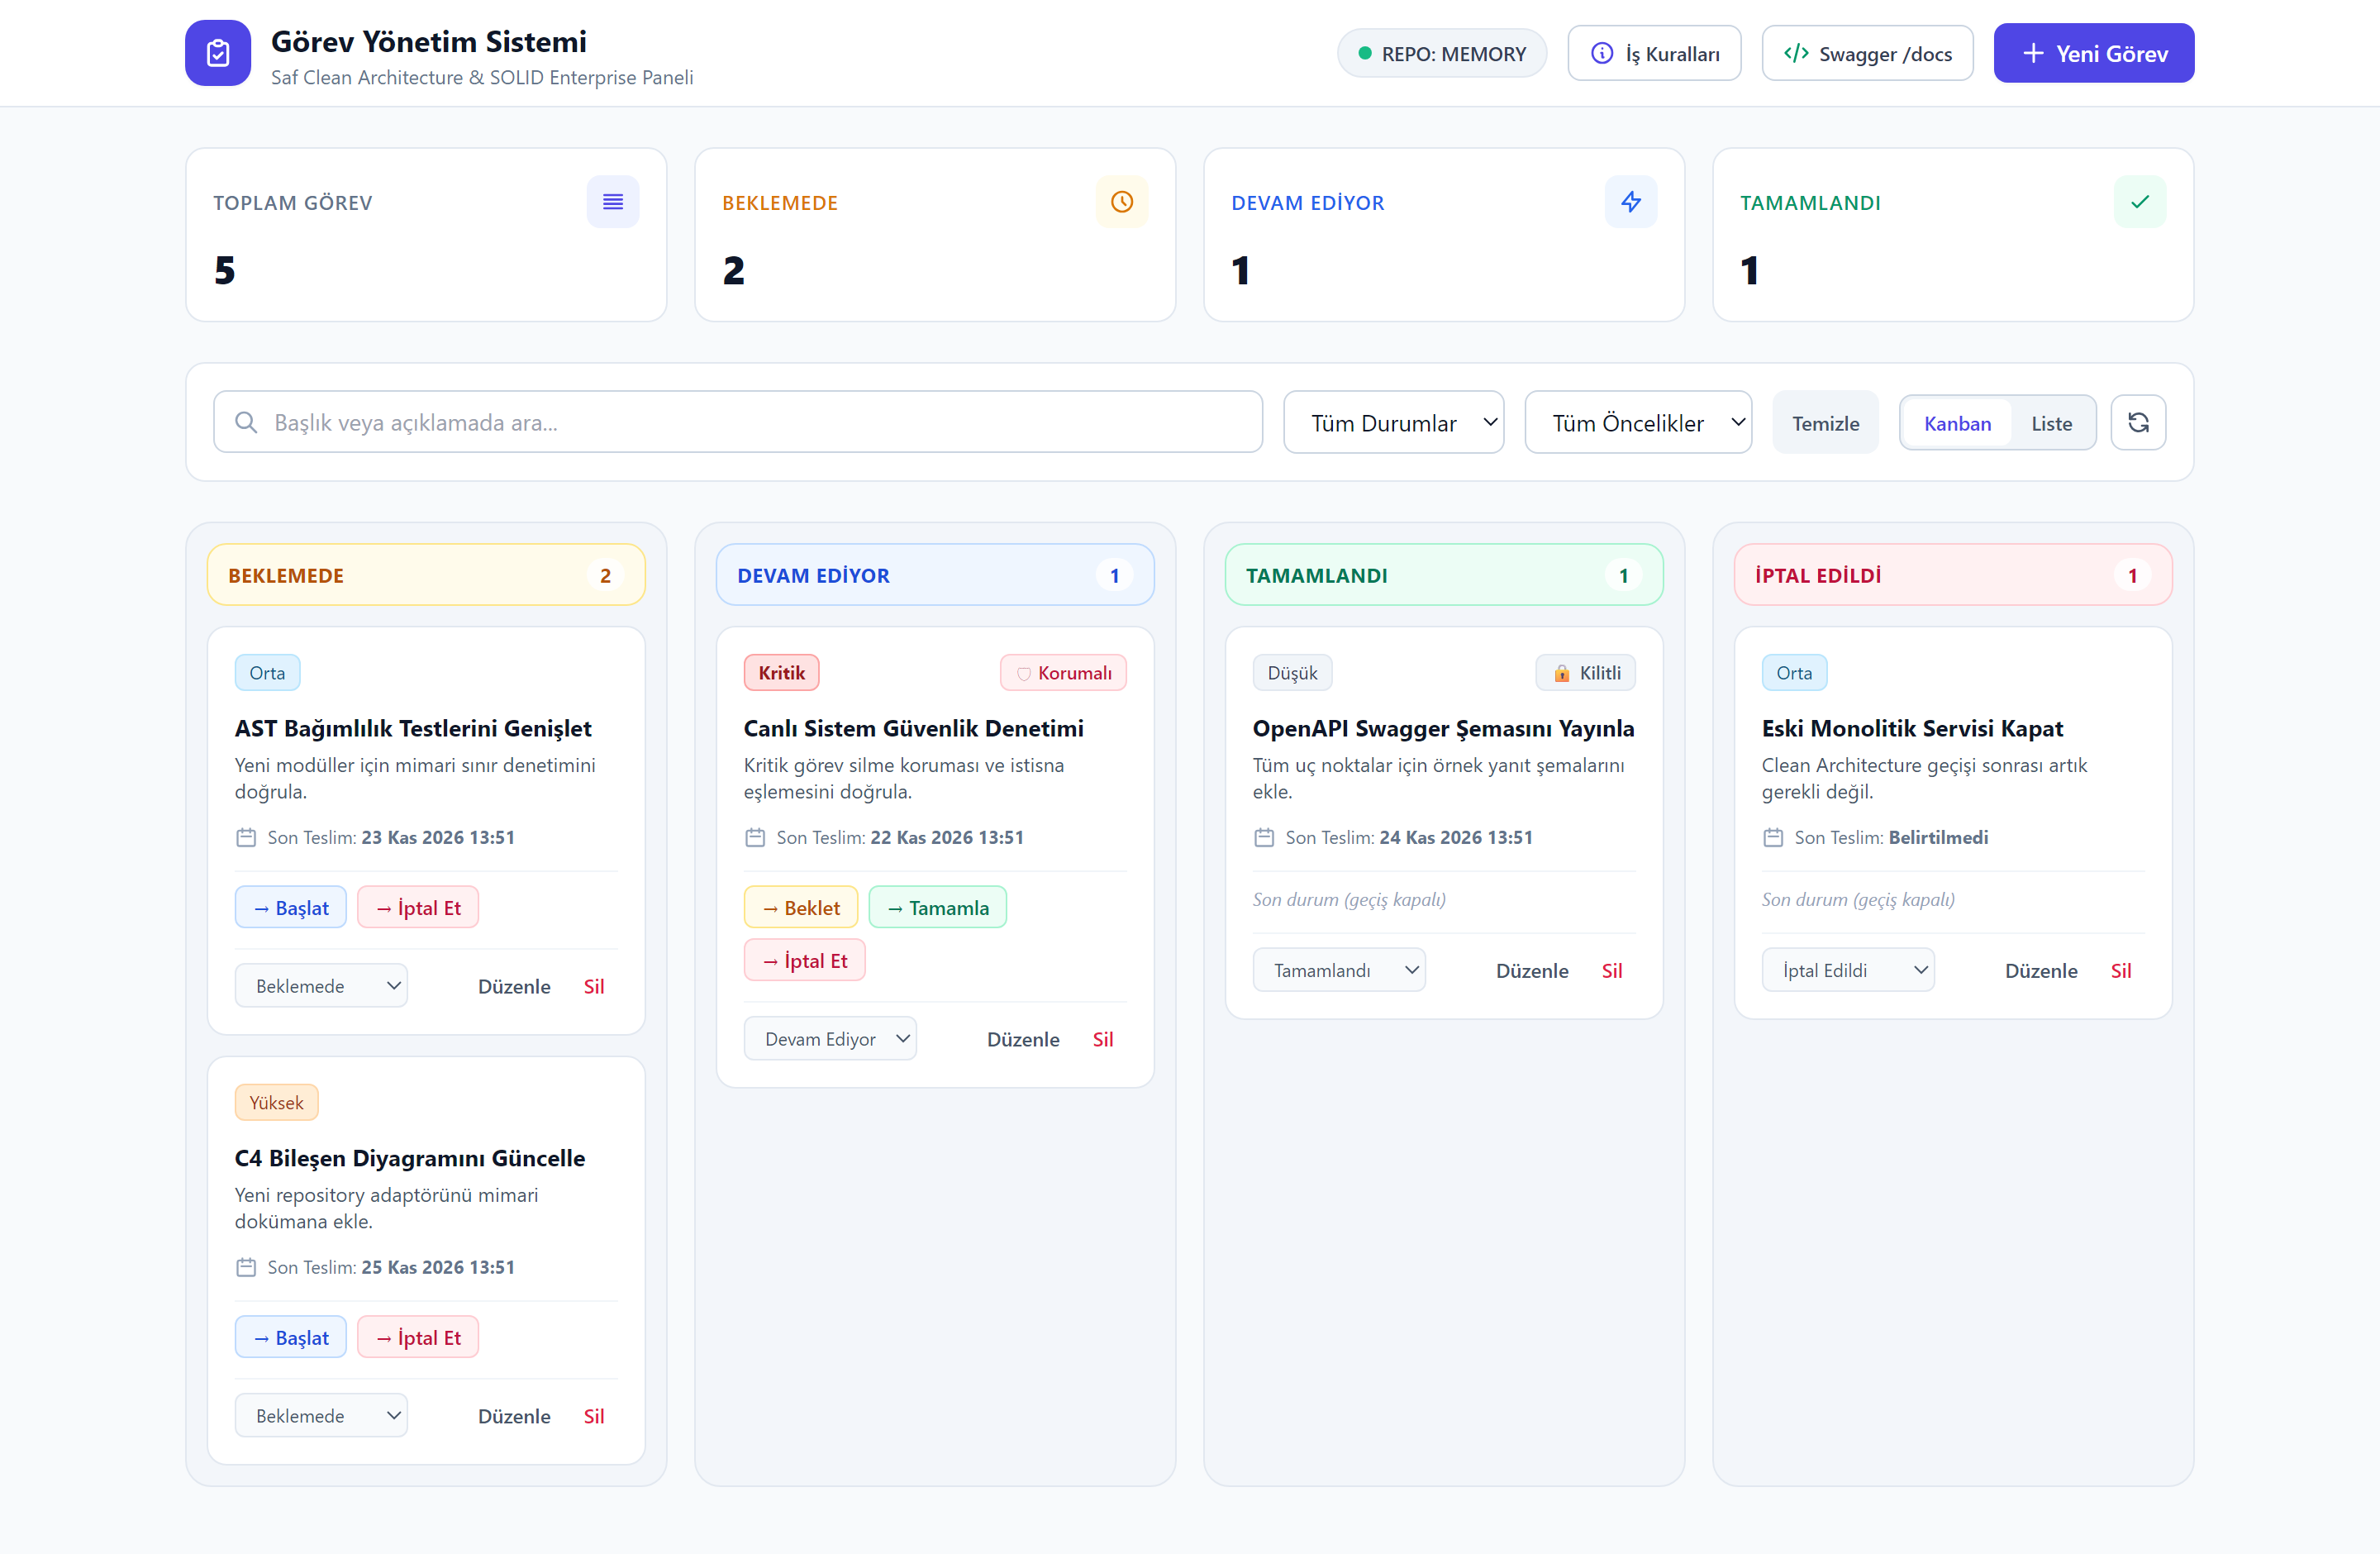 Görev Yönetim Sistemi
Saf Clean Architecture & SOLID Enterprise Paneli
REPO: MEMORY
İş Kuralları
Swagger /docs
Yeni Görev
TOPLAM GÖREV
5
BEKLEMEDE
2
DEVAM EDİYOR
1
TAMAMLANDI
1
Başlık veya açıklamada ara...
Tüm Durumlar
Tüm Öncelikler
Temizle
Kanban
Liste
BEKLEMEDE 2
Orta
AST Bağımlılık Testlerini Genişlet
Yeni modüller için mimari sınır denetimini
doğrula.
Son Teslim: 23 Kas 2026 13:51
→ Başlat → İptal Et
Beklemede Düzenle Sil
Yüksek
C4 Bileşen Diyagramını Güncelle
Yeni repository adaptörünü mimari
dokümana ekle.
Son Teslim: 25 Kas 2026 13:51
→ Başlat → İptal Et
Beklemede Düzenle Sil
DEVAM EDİYOR 1
Kritik Korumalı
Canlı Sistem Güvenlik Denetimi
Kritik görev silme koruması ve istisna
eşlemesini doğrula.
Son Teslim: 22 Kas 2026 13:51
→ Beklet → Tamamla
→ İptal Et
Devam Ediyor Düzenle Sil
TAMAMLANDI 1
Düşük 🔒 Kilitli
OpenAPI Swagger Şemasını Yayınla
Tüm uç noktalar için örnek yanıt şemalarını
ekle.
Son Teslim: 24 Kas 2026 13:51
Son durum (geçiş kapalı)
Tamamlandı Düzenle Sil
İPTAL EDİLDİ 1
Orta
Eski Monolitik Servisi Kapat
Clean Architecture geçişi sonrası artık
gerekli değil.
Son Teslim: Belirtilmedi
Son durum (geçiş kapalı)
İptal Edildi Düzenle Sil